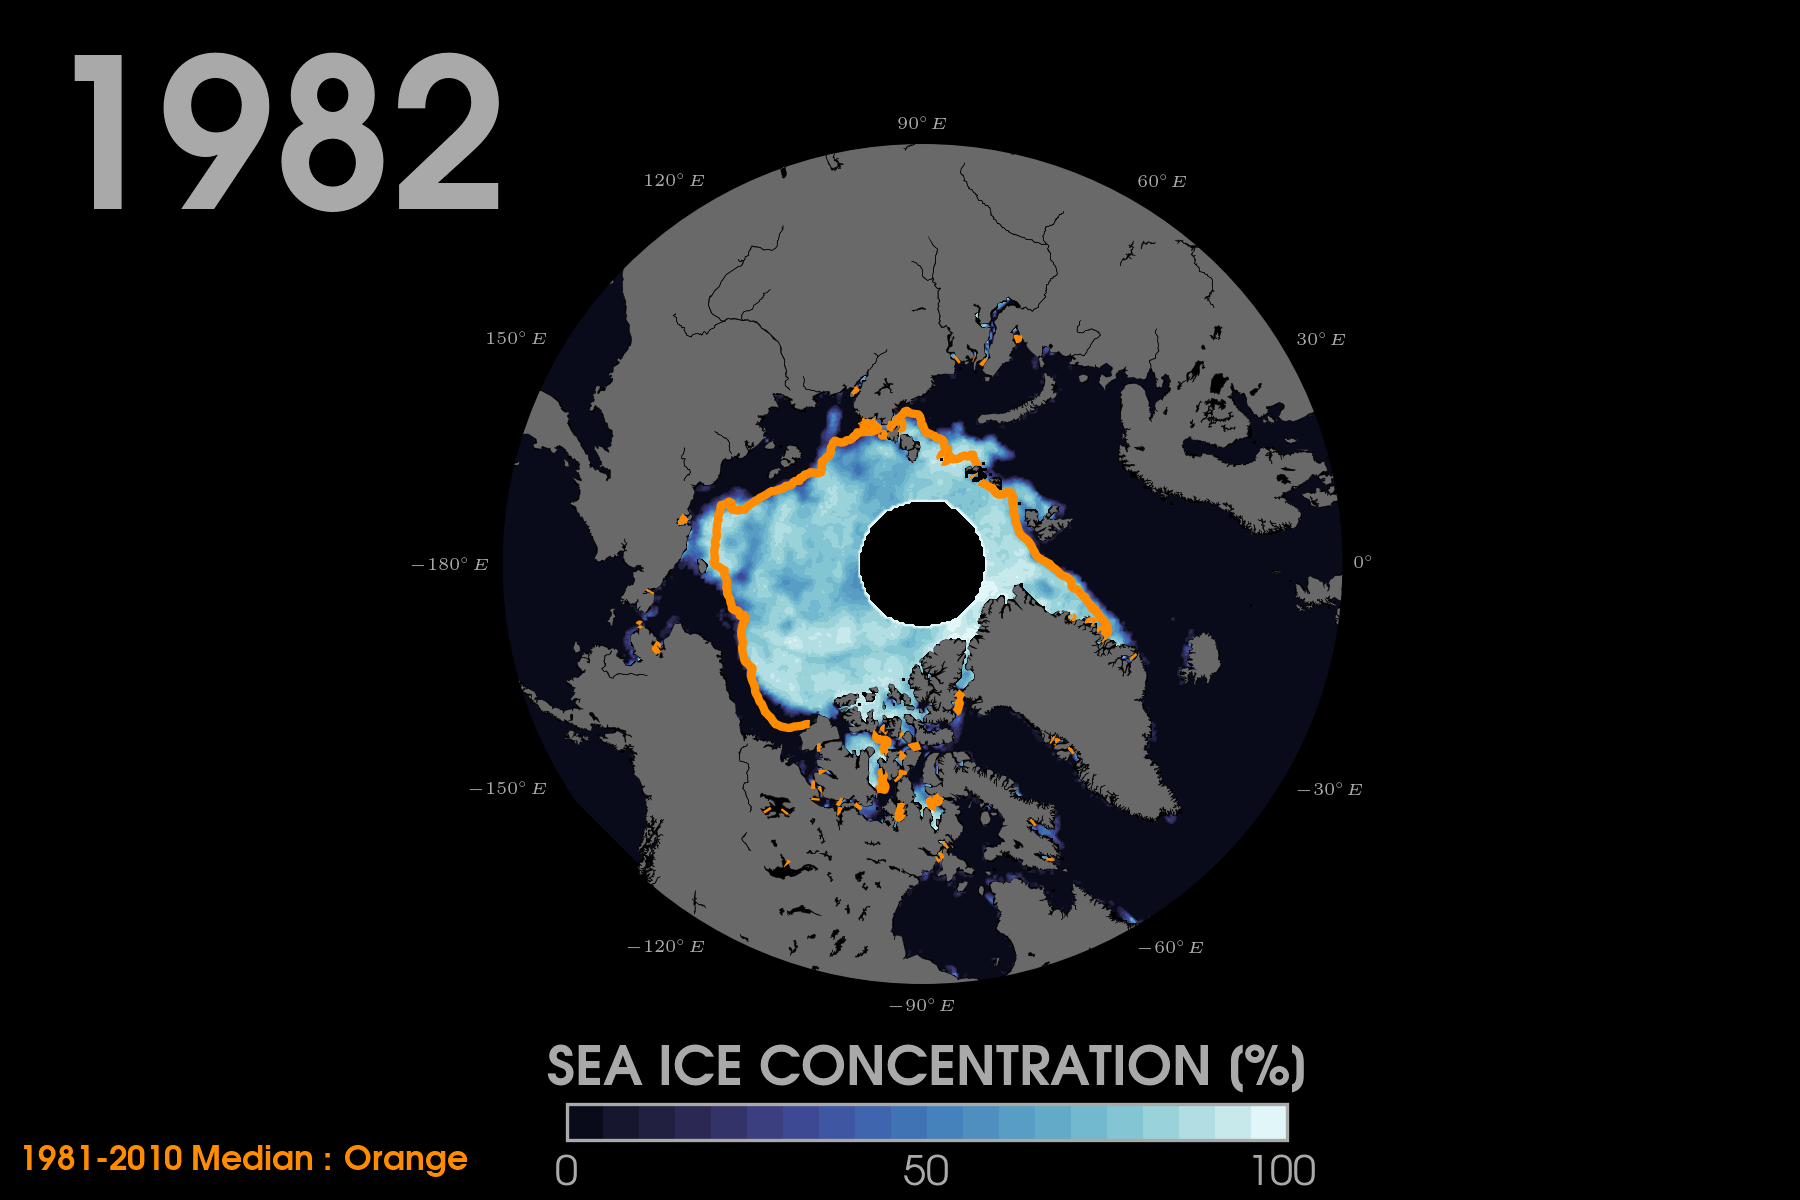 1982
90° E
120° E
60° E
150° E
30° E
−180° E
0°
−150° E
−30° E
−120° E
−60° E
−90° E
SEA ICE CONCENTRATION (%)
1981-2010 Median : Orange
0 50 100